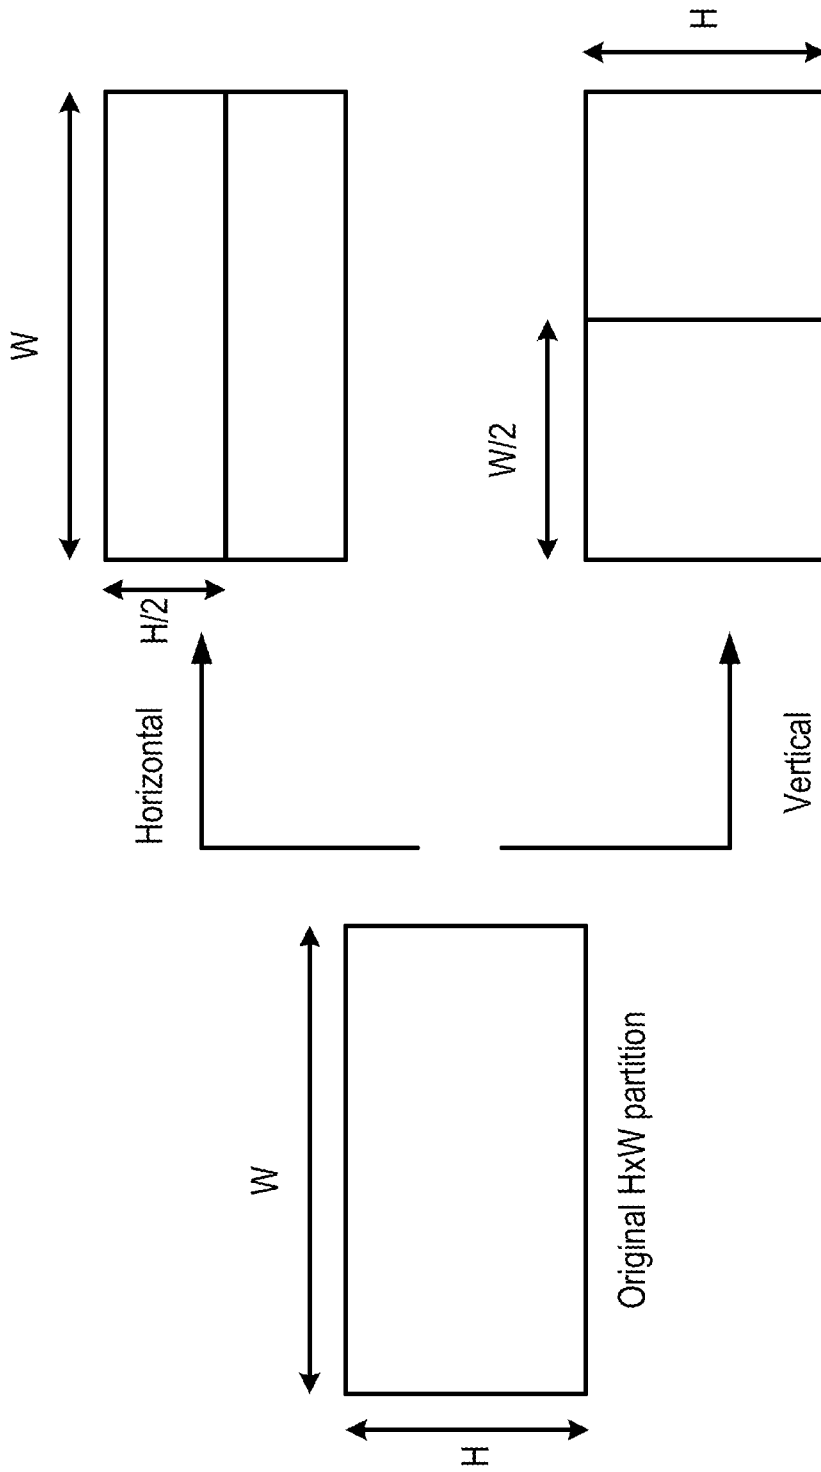 W
H
Original HxW partition
Horizontal
Vertical
W
H/2
W/2
H